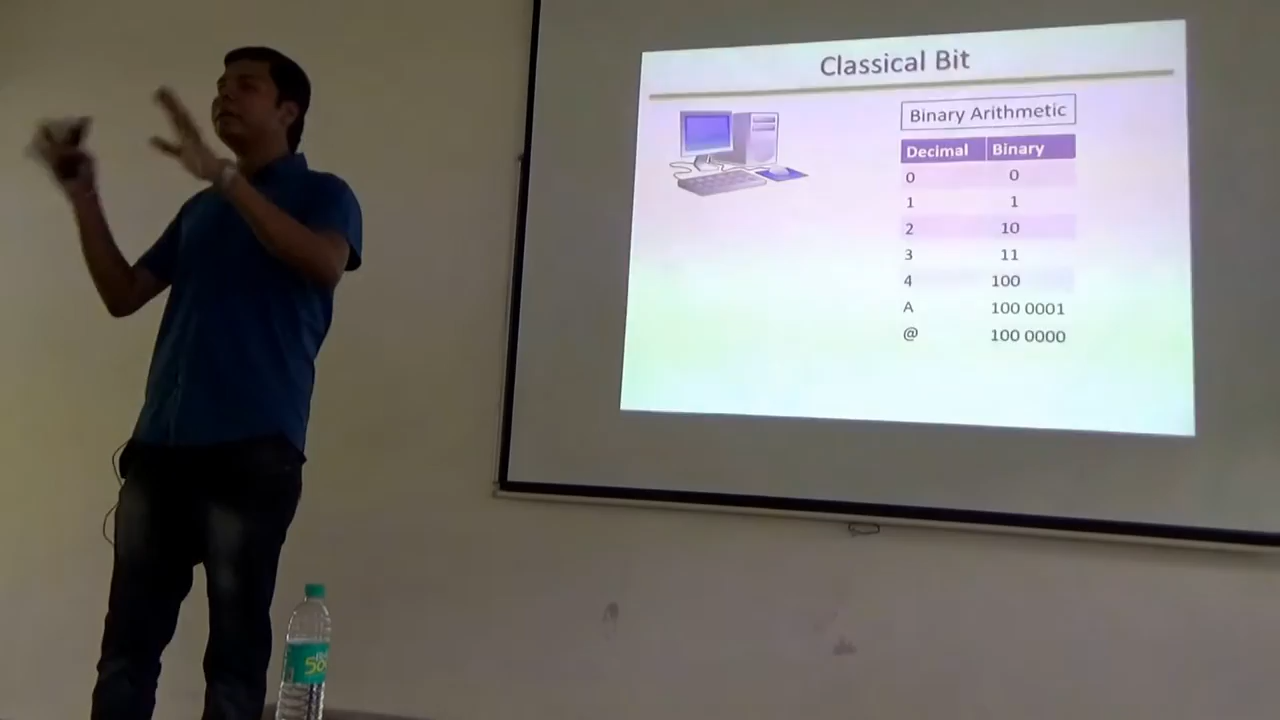 Classical Bit
Binary Arithmetic
Decimal Binary
0 0
1 1
2 10
3 11
4 100
A 100 0001
@ 100 0000